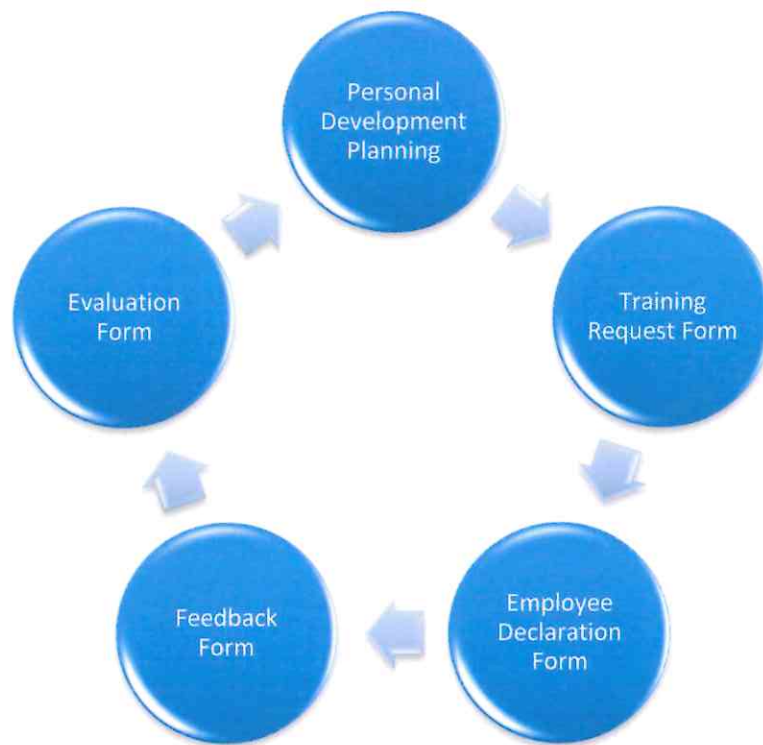 Personal
Development
Planning
Training
Request Form
Employee
Declaration
Form
Feedback
Form
Evaluation
Form